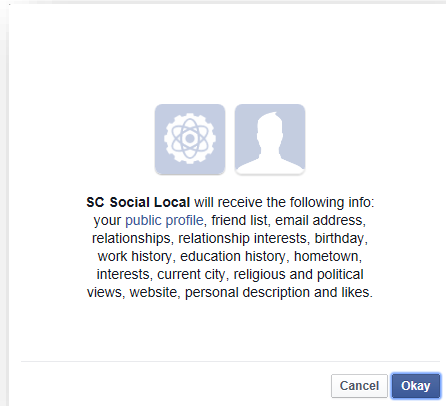 SC Social Local will receive the following info:
your public profile, friend list, email address,
relationships, relationship interests, birthday,
work history, education history, hometown,
interests, current city, religious and political
views, website, personal description and likes.
Cancel Okay